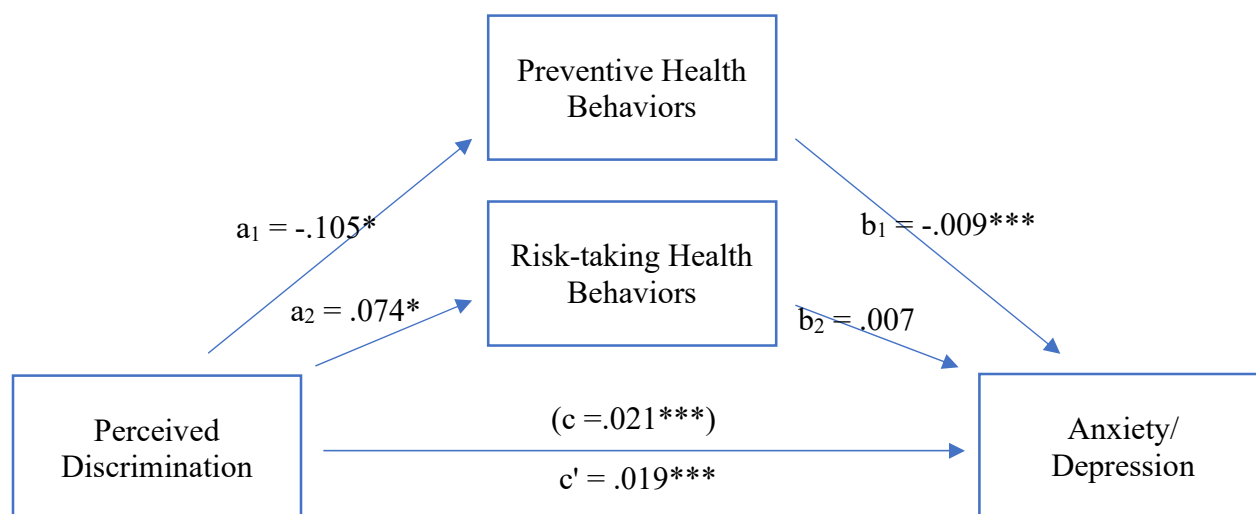 Preventive Health
Behaviors
a₁ = -.105*
b₁ = -.009***
Risk-taking Health
Behaviors
a₂ = .074*
b₂ = .007
Perceived
Discrimination
(c =.021***)
c' = .019***
Anxiety/
Depression